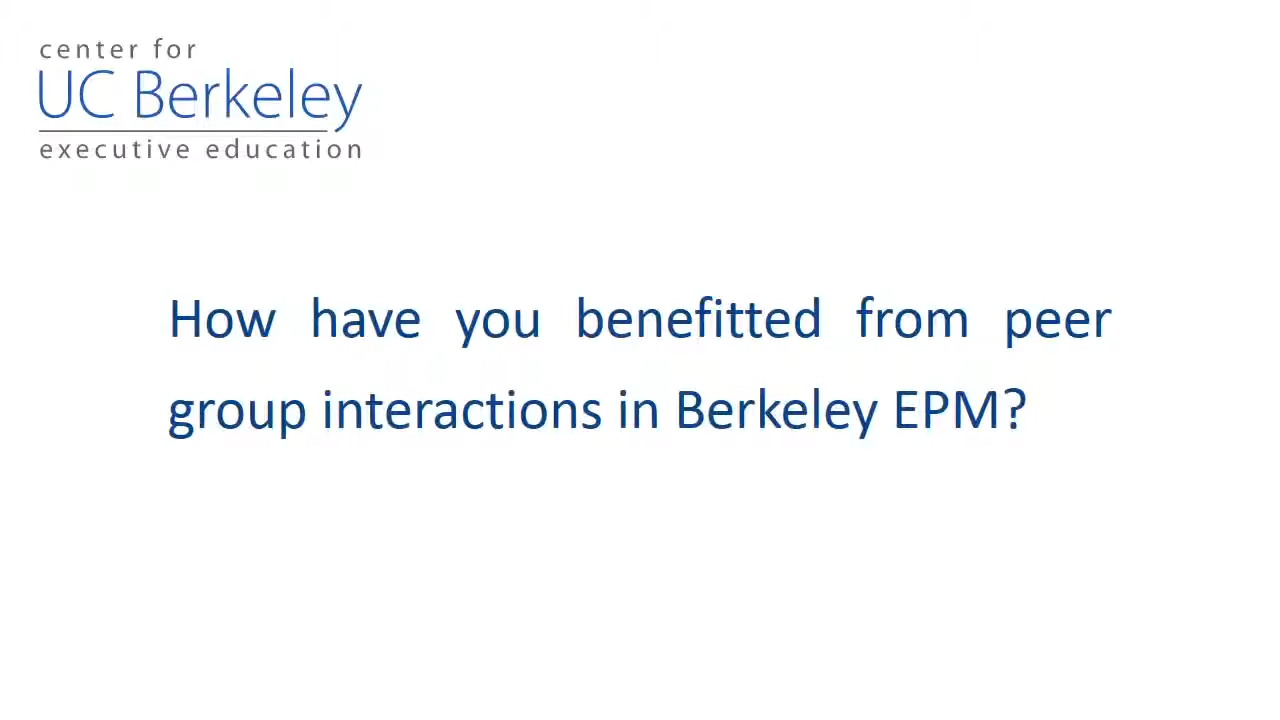 center for
UC Berkeley
executive education
How have you benefitted from peer
group interactions in Berkeley EPM?